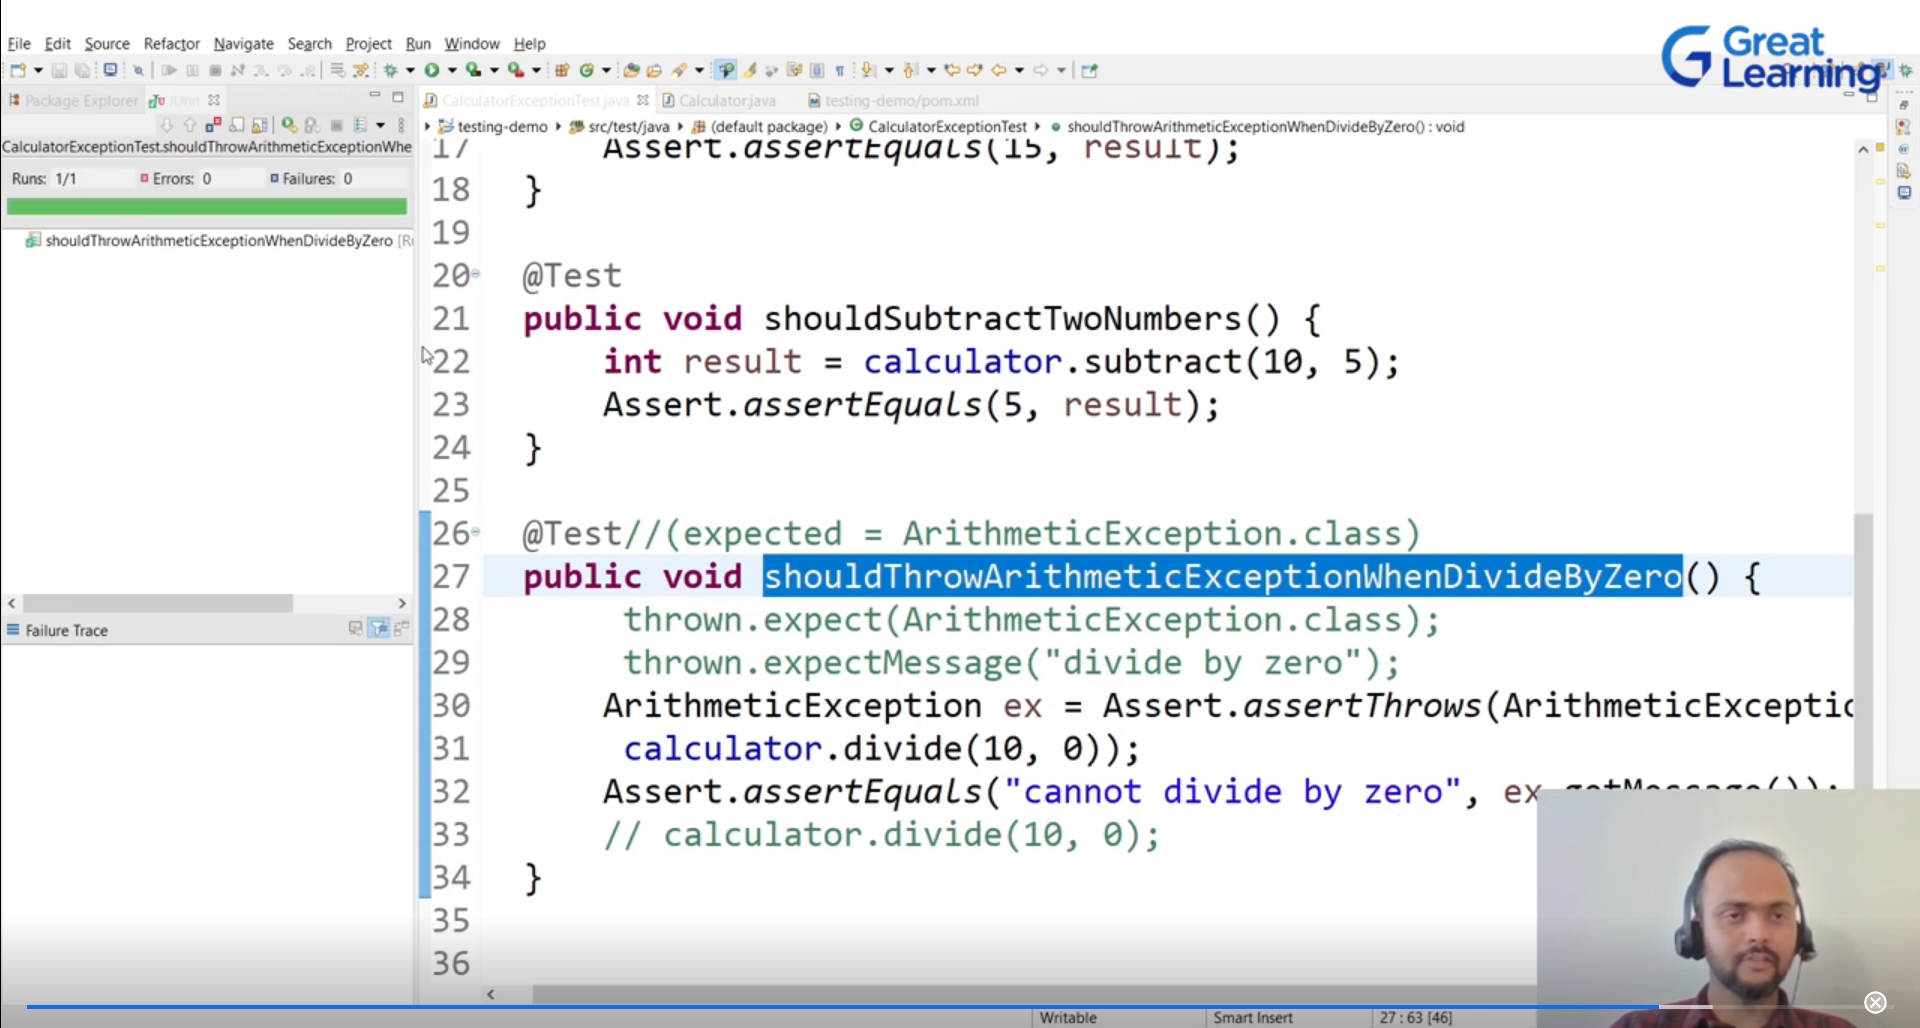 Great
Learning
File Edit Source Refactor Navigate Search Project Run Window Help
Package Explorer JUnit
CalculatorExceptionTest.java Calculator.java testing-demo/pom.xml
testing-demo src/test/java (default package) CalculatorExceptionTest shouldThrowArithmeticExceptionWhenDivideByZero() : void
CalculatorExceptionTest.shouldThrowArithmeticExceptionWhe
Runs: 1/1 Errors: 0 Failures: 0
shouldThrowArithmeticExceptionWhenDivideByZero [Ru
Failure Trace
17 Assert.assertEquals(15, result);
18 }
19
20 @Test
21 public void shouldSubtractTwoNumbers() {
22 int result = calculator.subtract(10, 5);
23 Assert.assertEquals(5, result);
24 }
25
26 @Test//(expected = ArithmeticException.class)
27 public void shouldThrowArithmeticExceptionWhenDivideByZero() {
28 thrown.expect(ArithmeticException.class);
29 thrown.expectMessage("divide by zero");
30 ArithmeticException ex = Assert.assertThrows(ArithmeticExceptic
31 calculator.divide(10, 0));
32 Assert.assertEquals("cannot divide by zero", ex.getMessage());
33 // calculator.divide(10, 0);
34 }
35
36
Writable Smart Insert 27 : 63 [46]